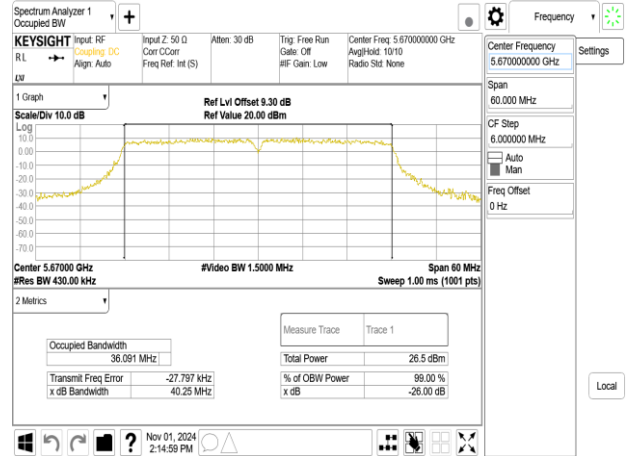 Spectrum Analyzer 1
Occupied BW
KEYSIGHT
RL
Input: RF
Coupling: DC
Align: Auto
Input Z: 50 Ω
Corr CCorr
Freq Ref: Int (S)
Atten: 30 dB
Trig: Free Run
Gate: Off
#IF Gain: Low
Center Freq: 5.670000000 GHz
Avg|Hold: 10/10
Radio Std: None
LXI
1 Graph
Scale/Div 10.0 dB
Ref Lvl Offset 9.30 dB
Ref Value 20.00 dBm
Log
10.0
0.00
-10.0
-20.0
-30.0
-40.0
-50.0
-60.0
-70.0
Center 5.67000 GHz
#Video BW 1.5000 MHz
Span 60 MHz
#Res BW 430.00 kHz
Sweep 1.00 ms (1001 pts)
2 Metrics
Measure Trace
Trace 1
Occupied Bandwidth
36.091 MHz
Total Power
26.5 dBm
Transmit Freq Error
-27.797 kHz
% of OBW Power
99.00 %
x dB Bandwidth
40.25 MHz
x dB
-26.00 dB
Nov 01, 2024
2:14:59 PM
Frequency
Settings
Center Frequency
5.670000000 GHz
Span
60.000 MHz
CF Step
6.000000 MHz
Auto
Man
Freq Offset
0 Hz
Local